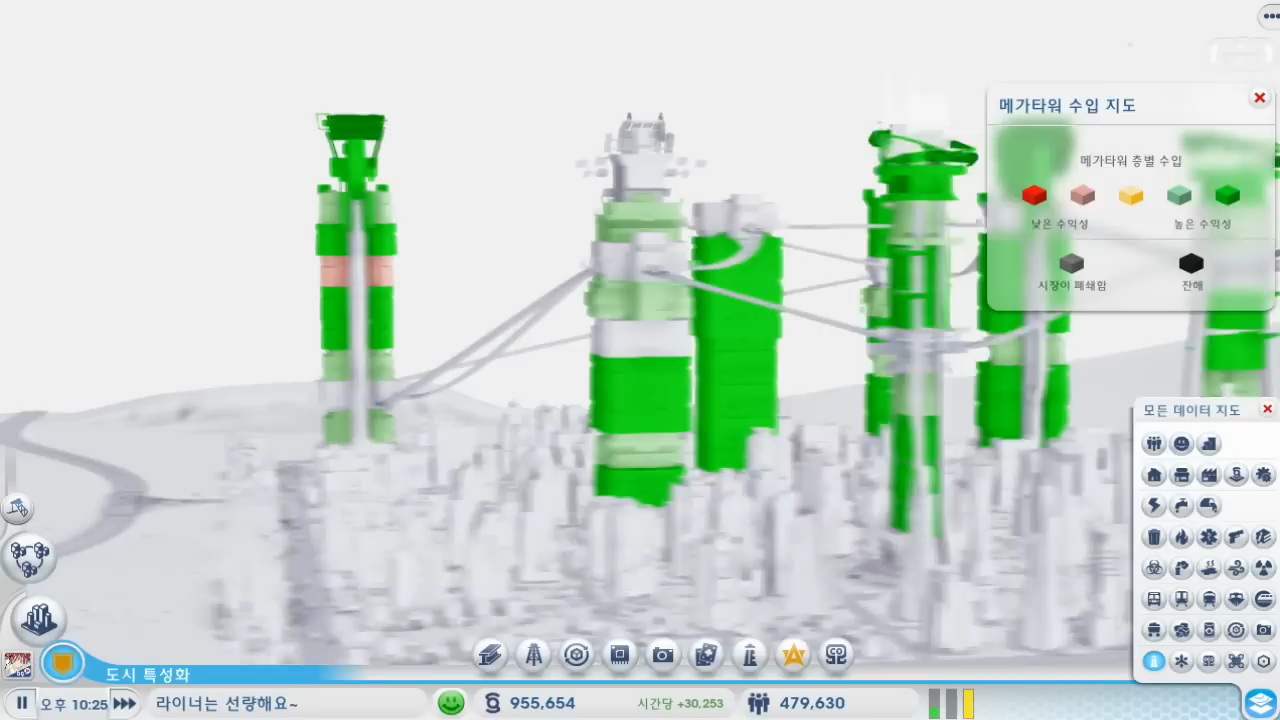 메가타워 수입 지도
메가타워 층별 수입
낮은 수익성
높은 수익성
시장이 폐쇄함
잔해
모든 데이터 지도
도시 특성화
오후 10:25
라이너는 선량해요~
955,654
시간당 +30,253
479,630